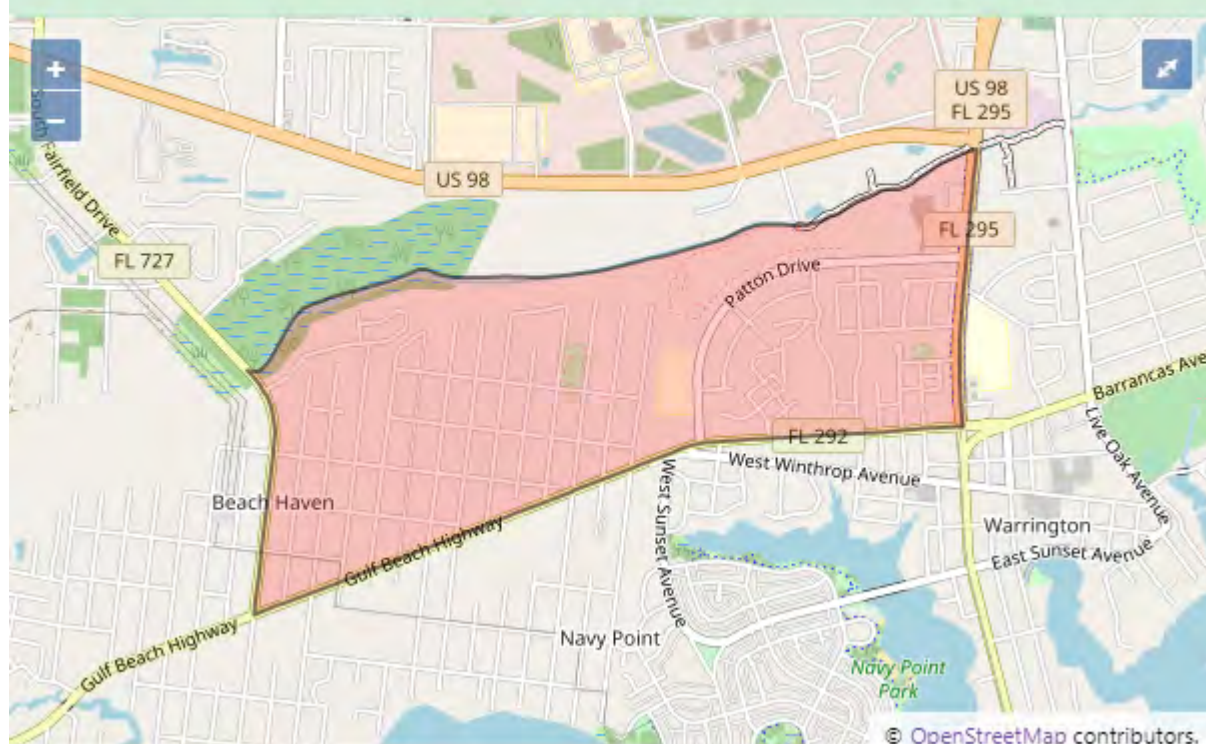 +
−
US 98
FL 295
South Fairfield Drive
US 98
FL 727
FL 295
Patton Drive
Barrancas Ave
FL 292
West Winthrop Avenue
Live Oak Avenue
West Sunset Avenue
Beach Haven
Gulf Beach Highway
Warrington
East Sunset Avenue
Gulf Beach Highway
Navy Point
Navy Point
Park
© OpenStreetMap contributors.